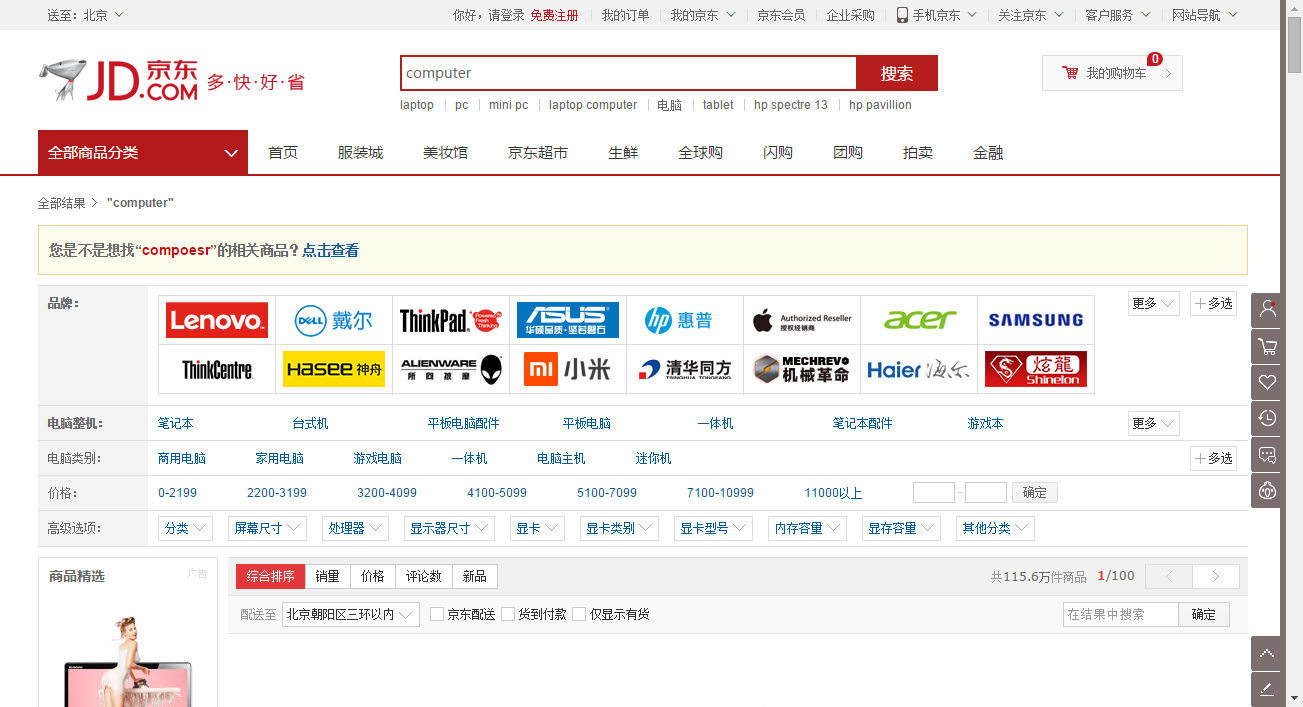 送至：北京
你好，请登录 免费注册 我的订单 我的京东 京东会员 企业采购 手机京东 关注京东 客户服务 网站导航
JD.COM 京东 多·快·好·省
computer 搜索
我的购物车 0
laptop pc mini pc laptop computer 电脑 tablet hp spectre 13 hp pavillion
全部商品分类 首页 服装城 美妆馆 京东超市 生鲜 全球购 闪购 团购 拍卖 金融
全部结果 "computer"
您是不是想找“compoesr”的相关商品？点击查看
品牌：
Lenovo. DELL 戴尔 ThinkPad Powered by Fresh Thinking ASUS 华硕品质·坚若磐石 hp 惠普 Authorized Reseller 授权经销商 acer SAMSUNG
更多 多选
ThinkCentre. HASEE 神舟 ALIENWARE 所向披靡 mi 小米 清华同方 TSINGHUA TONGFANG MECHREVO 机械革命 Haier 海尔 炫龍 Shinelon
电脑整机： 笔记本 台式机 平板电脑配件 平板电脑 一体机 笔记本配件 游戏本 更多
电脑类别： 商用电脑 家用电脑 游戏电脑 一体机 电脑主机 迷你机 多选
价格： 0-2199 2200-3199 3200-4099 4100-5099 5100-7099 7100-10999 11000以上 - 确定
高级选项： 分类 屏幕尺寸 处理器 显示器尺寸 显卡 显卡类别 显卡型号 内存容量 显存容量 其他分类
商品精选 广告
综合排序 销量 价格 评论数 新品 共115.6万件商品 1/100
配送至 北京朝阳区三环以内 京东配送 货到付款 仅显示有货 在结果中搜索 确定